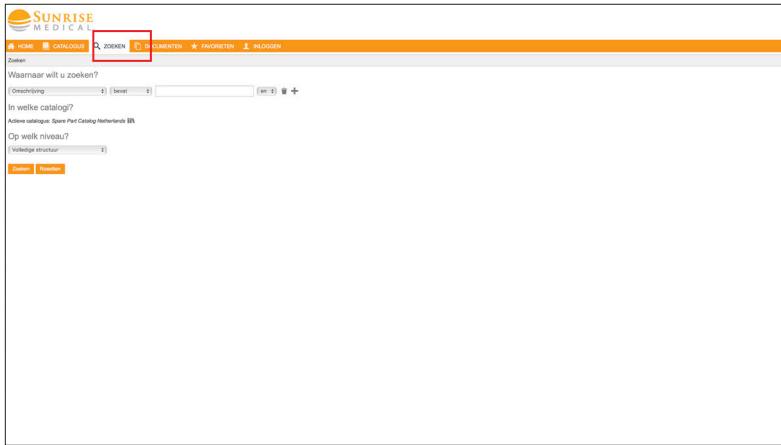 SUNRISE
MEDICAL
HOME CATALOGUS ZOEKEN DOCUMENTEN FAVORIETEN INLOGGEN
Zoeken
Waarnaar wilt u zoeken?
Omschrijving bevat en
In welke catalogi?
Actieve catalogus: Spare Part Catalog Netherlands
Op welk niveau?
Volledige structuur
Zoeken Resetten